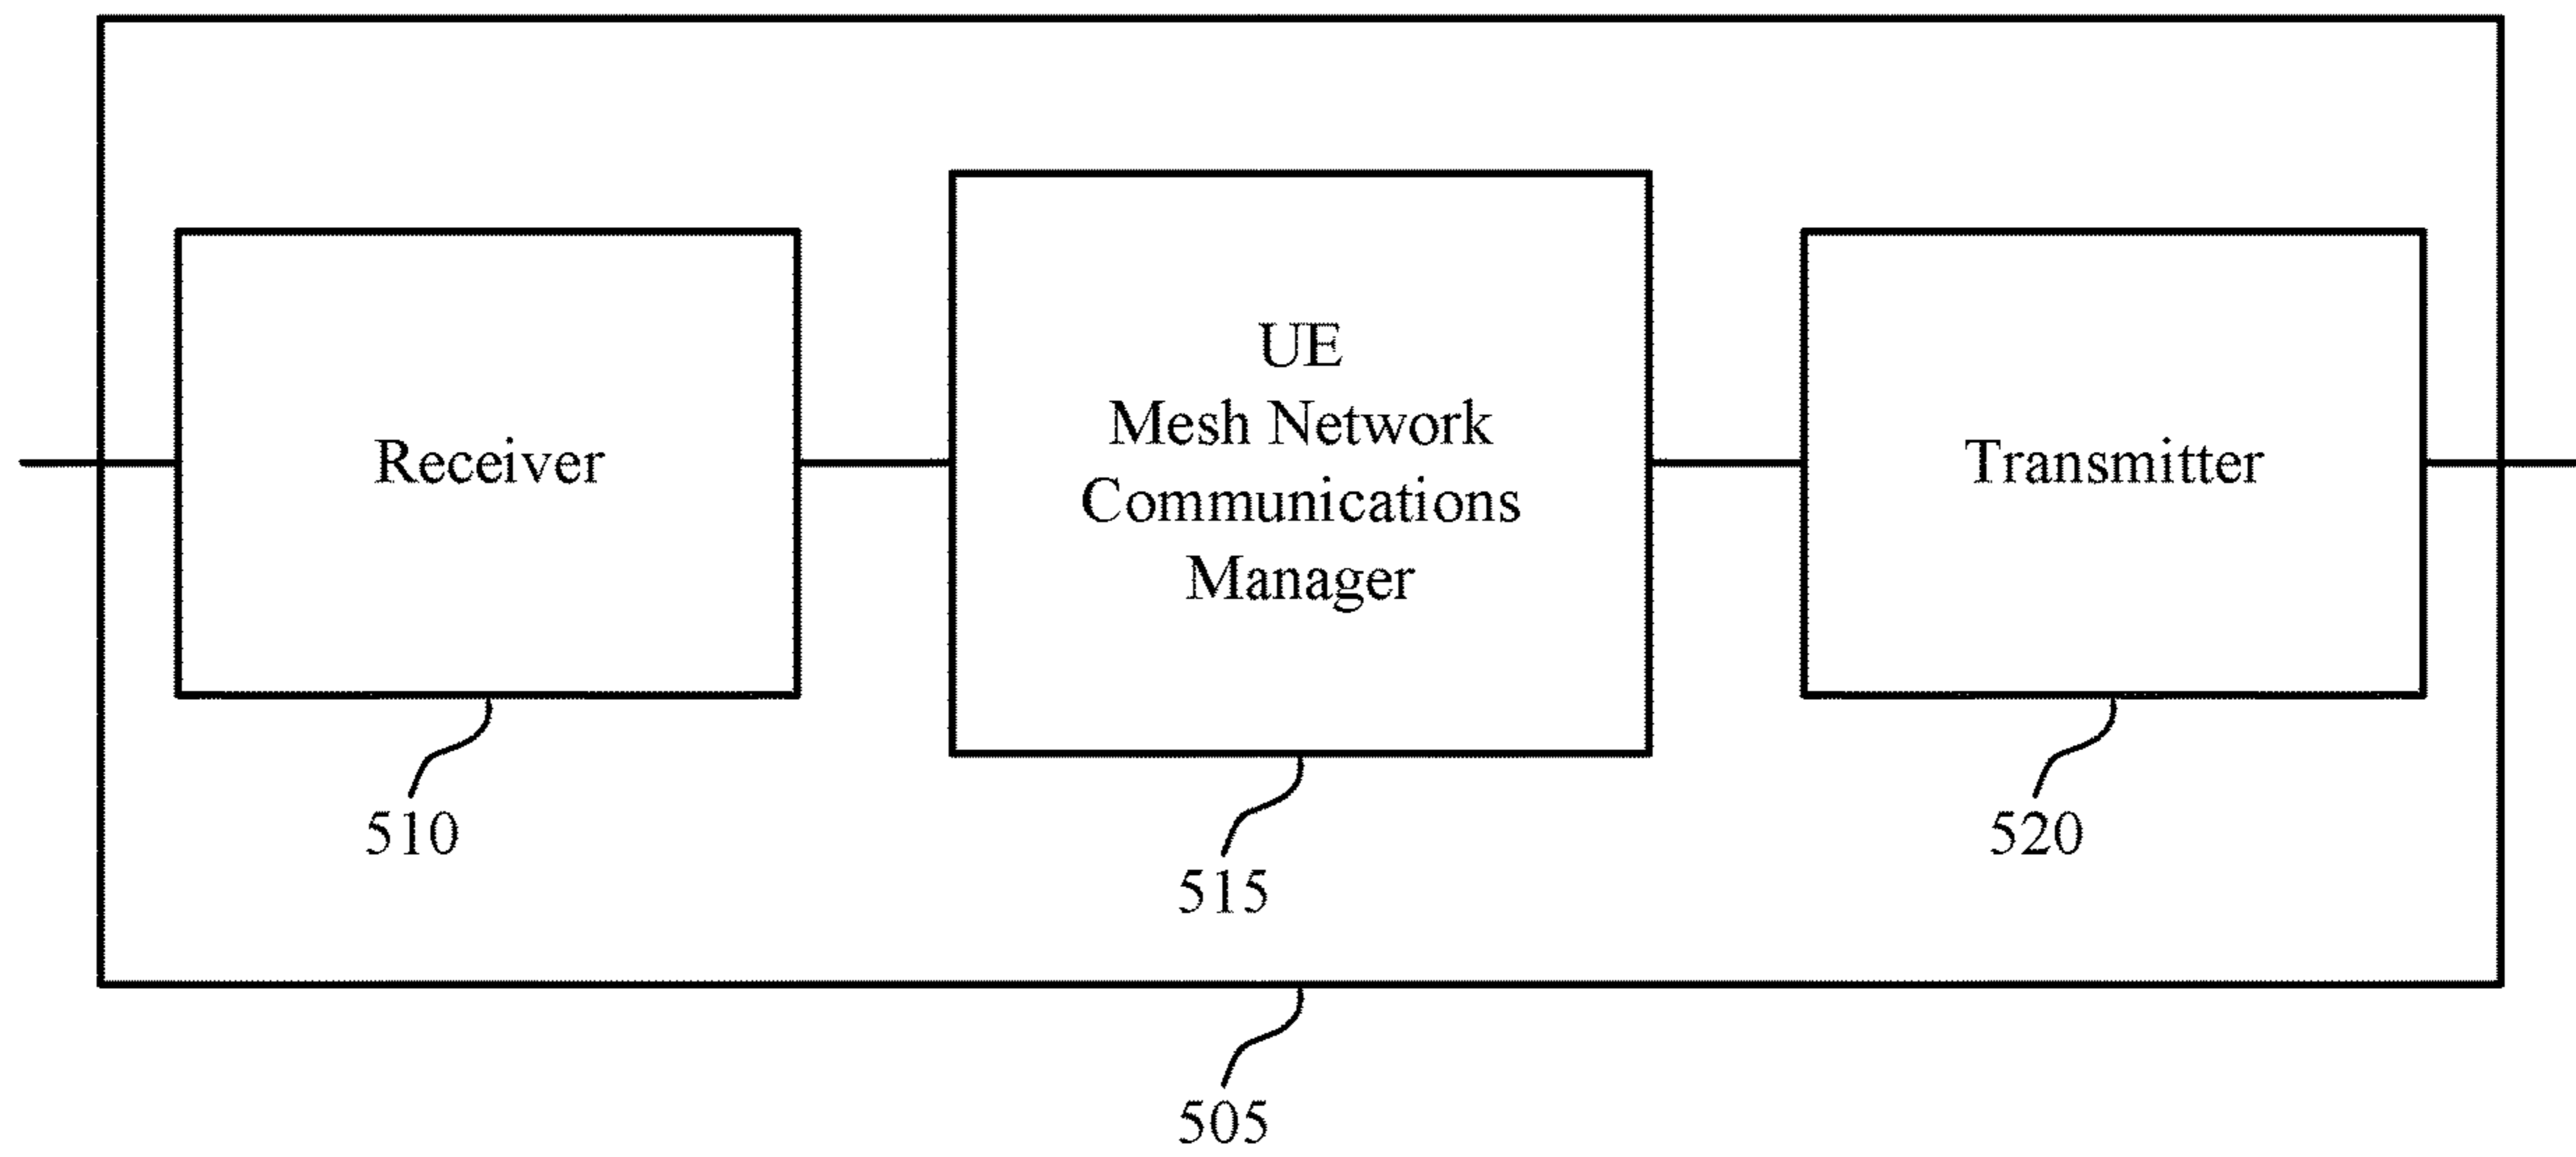 Receiver
UE
Mesh Network
Communications
Manager
Transmitter
510
515
520
505